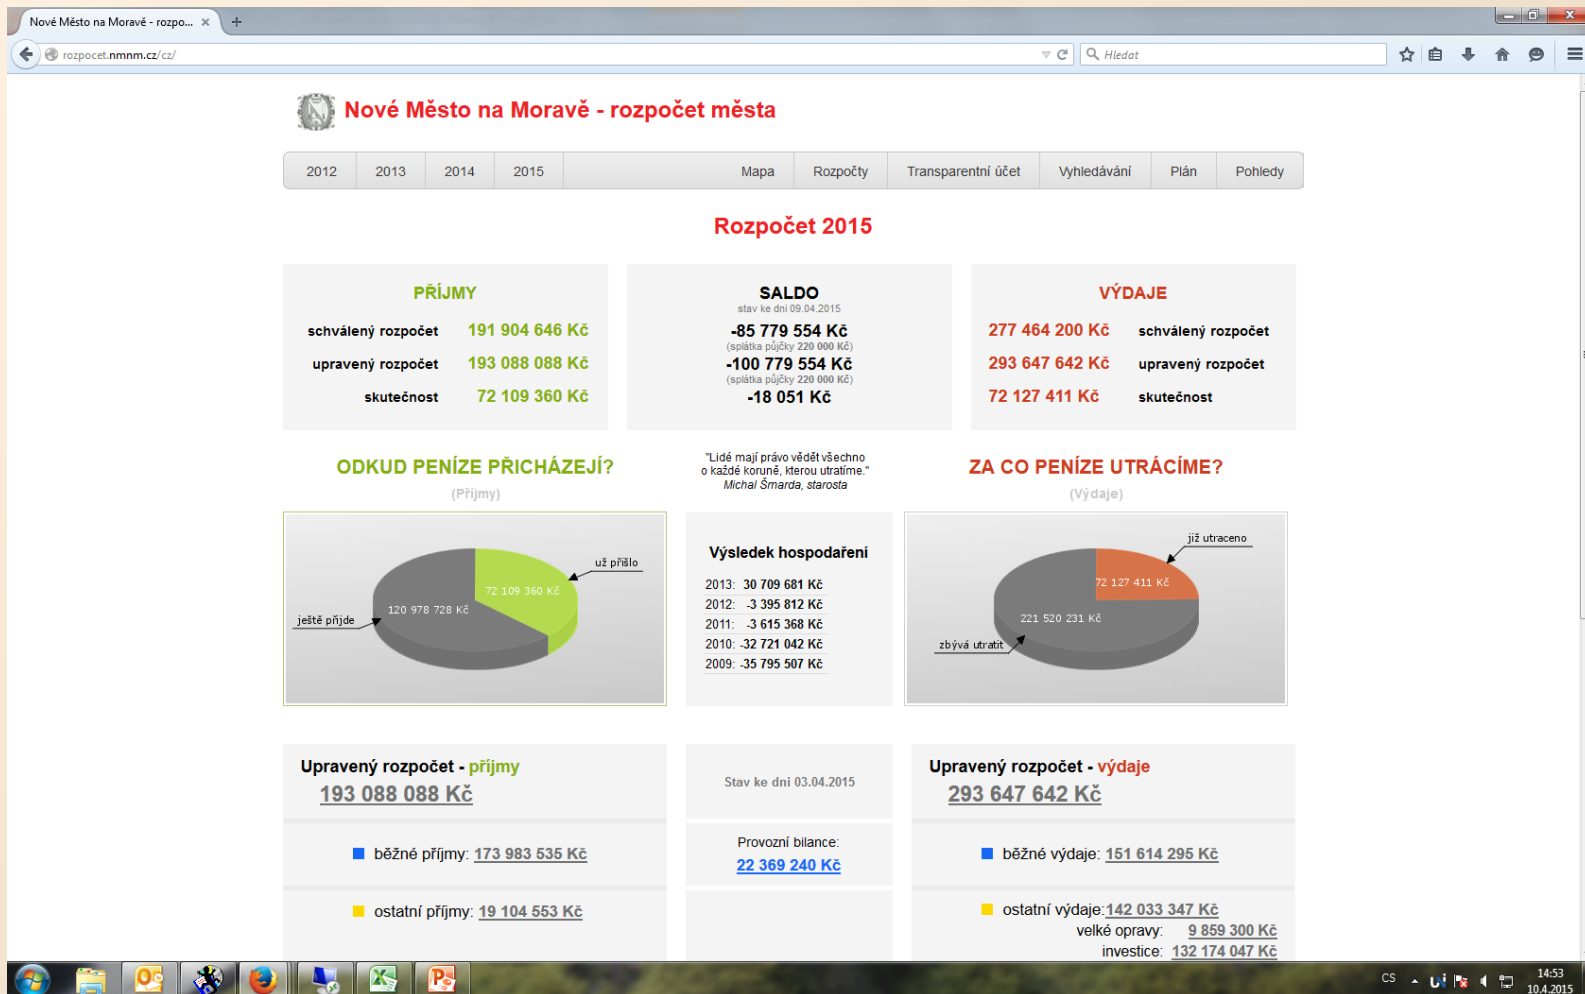 Nové Město na Moravě - rozpo...
rozpocet.nmnm.cz/cz/
Hledat
Nové Město na Moravě - rozpočet města
2012 2013 2014 2015 Mapa Rozpočty Transparentní účet Vyhledávání Plán Pohledy
Rozpočet 2015
PŘÍJMY
schválený rozpočet 191 904 646 Kč
upravený rozpočet 193 088 088 Kč
skutečnost 72 109 360 Kč
SALDO
stav ke dni 09.04.2015
-85 779 554 Kč
(splátka půjčky 220 000 Kč)
-100 779 554 Kč
(splátka půjčky 220 000 Kč)
-18 051 Kč
VÝDAJE
277 464 200 Kč schválený rozpočet
293 647 642 Kč upravený rozpočet
72 127 411 Kč skutečnost
ODKUD PENÍZE PŘICHÁZEJÍ?
(Příjmy)
"Lidé mají právo vědět všechno
o každé koruně, kterou utratíme."
Michal Šmarda, starosta
ZA CO PENÍZE UTRÁCÍME?
(Výdaje)
už přišlo
72 109 360 Kč
120 978 728 Kč
ještě přijde
Výsledek hospodaření
2013: 30 709 681 Kč
2012: -3 395 812 Kč
2011: -3 615 368 Kč
2010: -32 721 042 Kč
2009: -35 795 507 Kč
již utraceno
72 127 411 Kč
221 520 231 Kč
zbývá utratit
Upravený rozpočet - příjmy
193 088 088 Kč
běžné příjmy: 173 983 535 Kč
ostatní příjmy: 19 104 553 Kč
Stav ke dni 03.04.2015
Provozní bilance:
22 369 240 Kč
Upravený rozpočet - výdaje
293 647 642 Kč
běžné výdaje: 151 614 295 Kč
ostatní výdaje: 142 033 347 Kč
velké opravy: 9 859 300 Kč
investice: 132 174 047 Kč
CS
14:53
10.4.2015